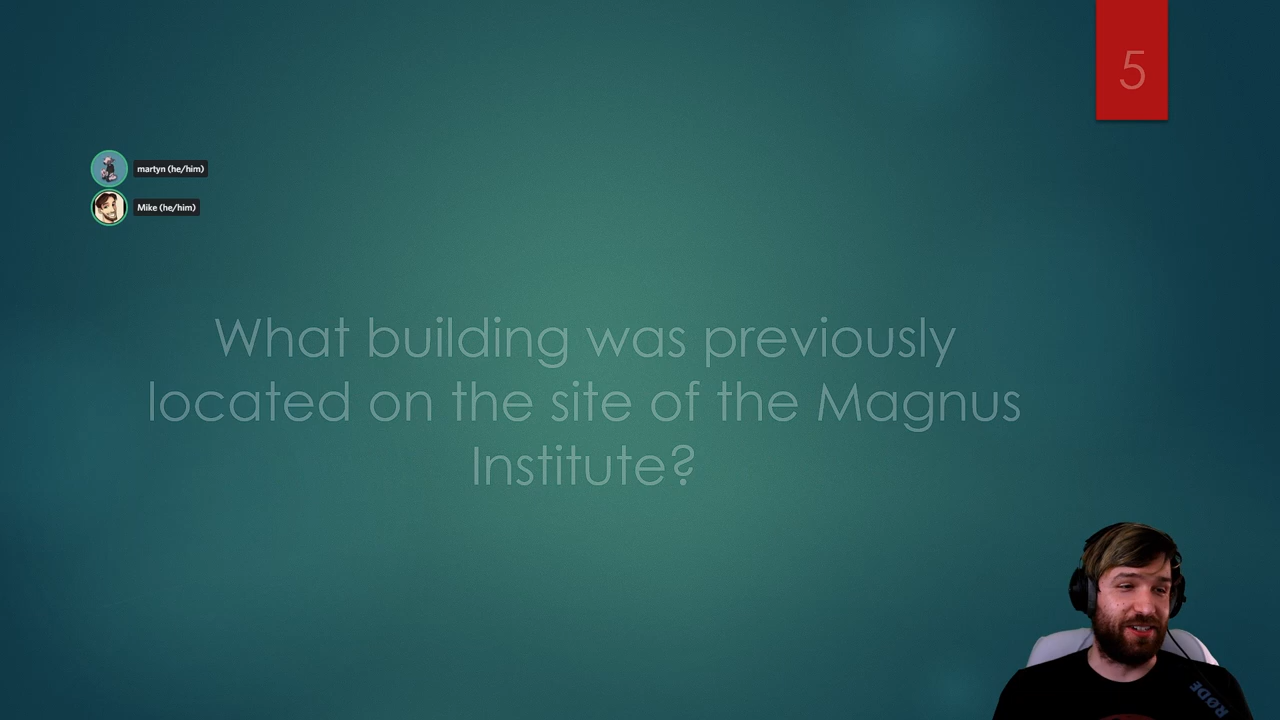 5
martyn (he/him)
Mike (he/him)
What building was previously
located on the site of the Magnus
Institute?
RØDE